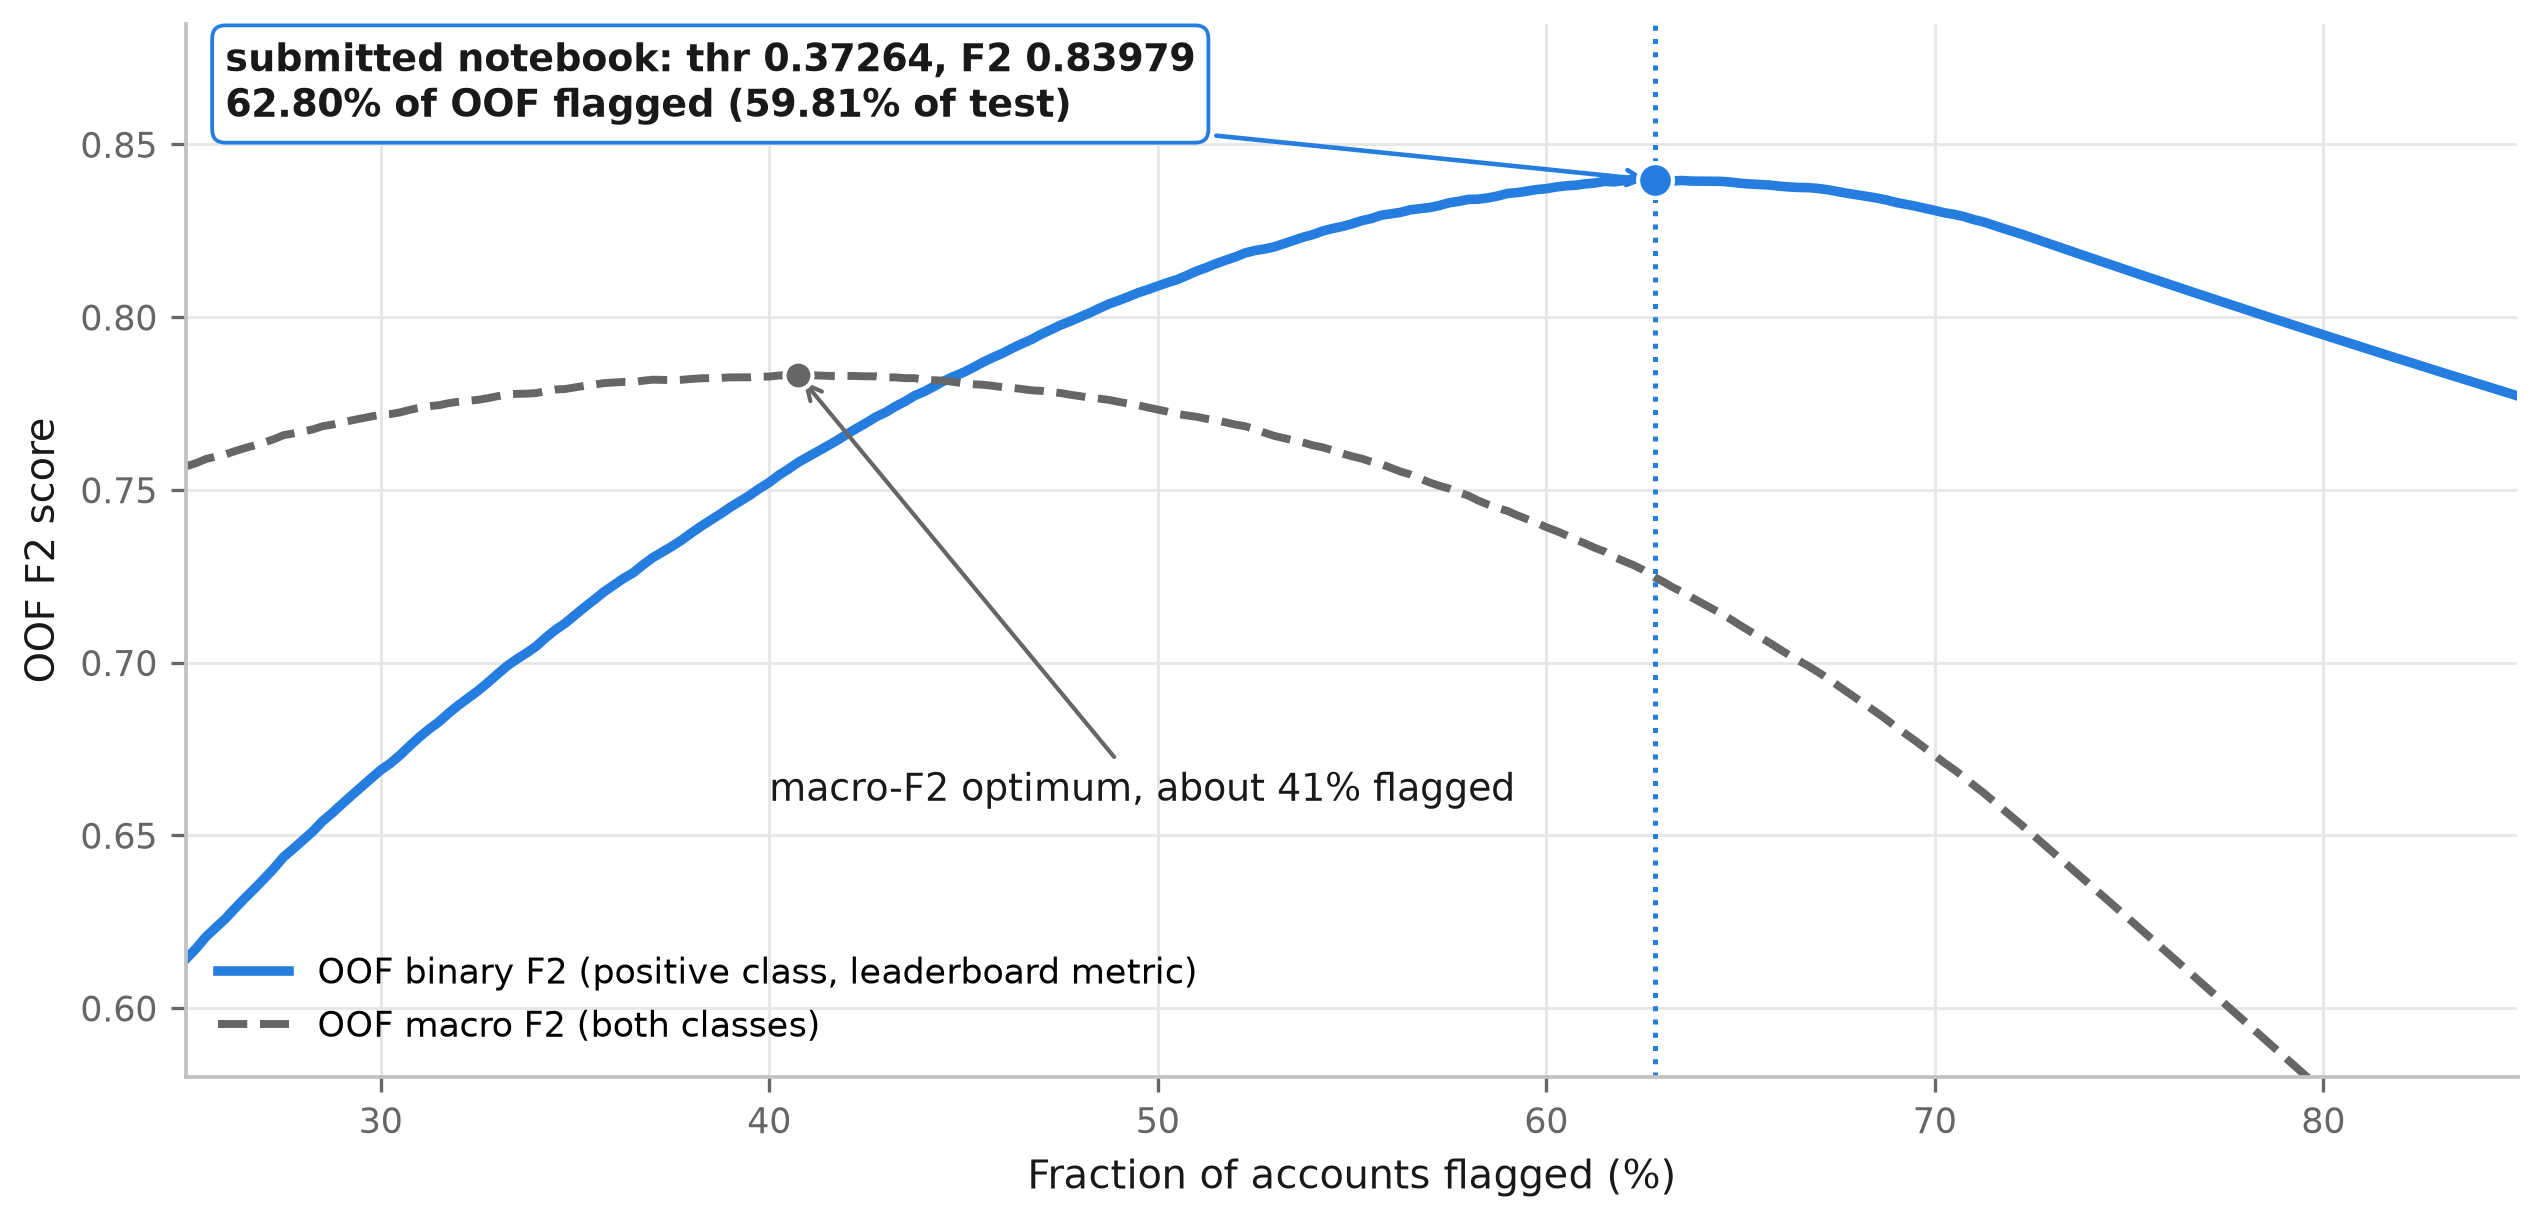 submitted notebook: thr 0.37264, F2 0.83979
62.80% of OOF flagged (59.81% of test)
0.85
0.80
0.75
0.70
0.65
0.60
OOF F2 score
macro-F2 optimum, about 41% flagged
OOF binary F2 (positive class, leaderboard metric)
OOF macro F2 (both classes)
30
40
50
60
70
80
Fraction of accounts flagged (%)